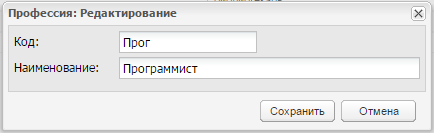 Профессия: Редактирование
Код: Прог
Наименование: Программист
Сохранить Отмена